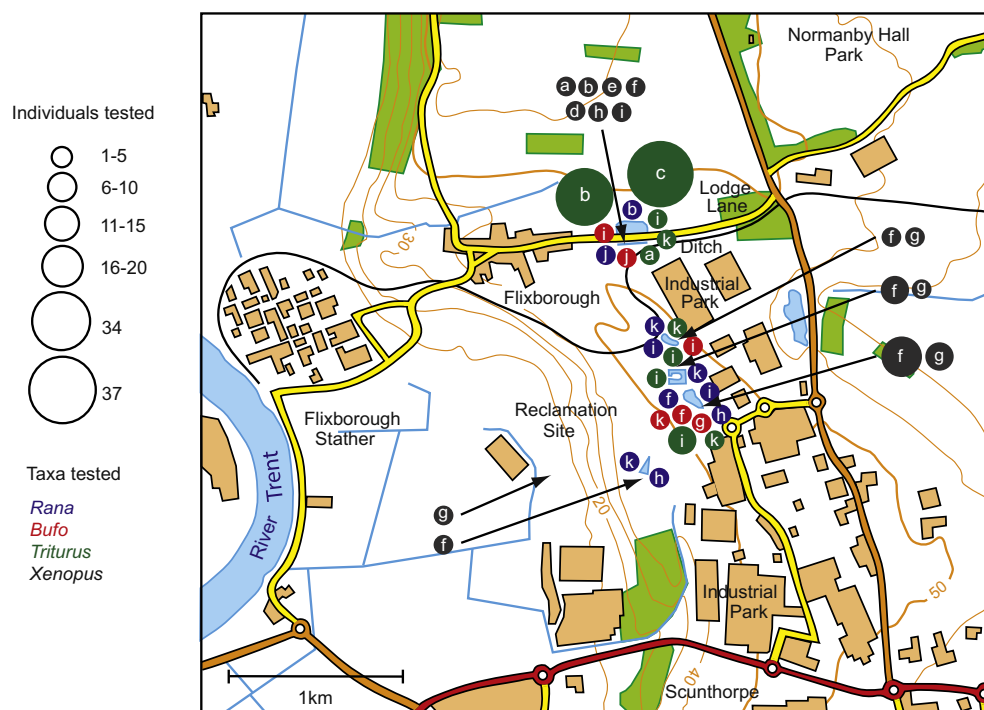 Individuals tested
1-5
6-10
11-15
16-20
34
37
Taxa tested
Rana
Bufo
Triturus
Xenopus
Normanby Hall
Park
a b e f
d h i
b
c
Lodge
Lane
b
i
i
k
j j a
Ditch
f g
30
Flixborough
Industrial
Park
f g
k k
i i
i
f g
i k
i
f
k f g h
i k
Flixborough
Stather
Reclamation
Site
k
h
g
f
20
River Trent
Industrial
Park
50
40
Scunthorpe
1km